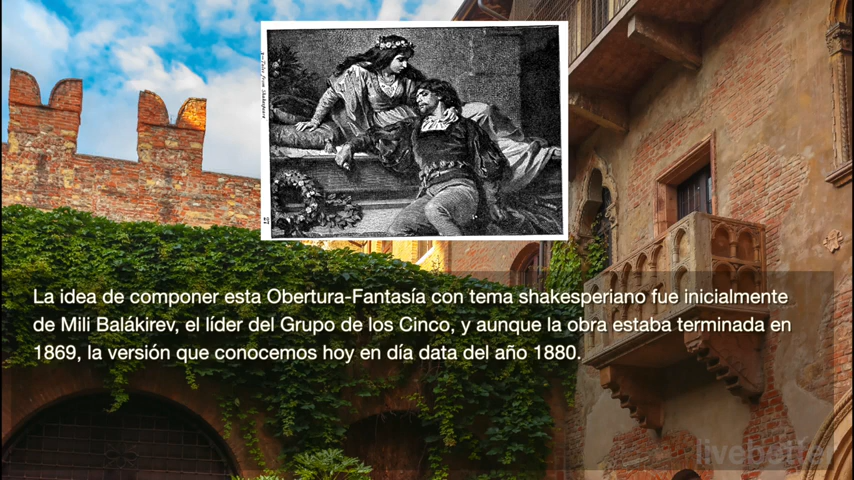 La idea de componer esta Obertura-Fantasía con tema shakesperiano fue inicialmente
de Mili Balákirev, el líder del Grupo de los Cinco, y aunque la obra estaba terminada en
1869, la versión que conocemos hoy en día data del año 1880.